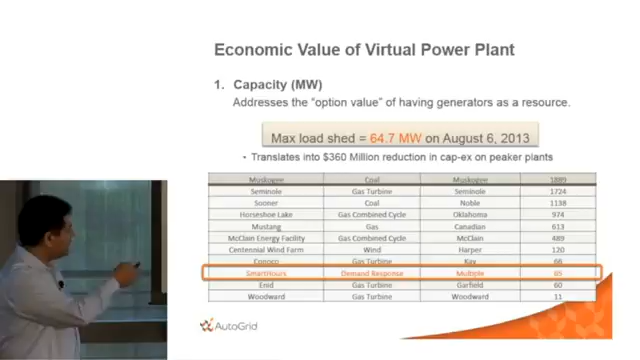 Economic Value of Virtual Power Plant
1. Capacity (MW)
Addresses the “option value” of having generators as a resource.
Max load shed = 64.7 MW on August 6, 2013
• Translates into $360 Million reduction in cap-ex on peaker plants
Muskogee Coal Muskogee 1889
Seminole Gas Turbine Seminole 1724
Sooner Coal Noble 1138
Horseshoe Lake Gas Combined Cycle Oklahoma 974
Mustang Gas Canadian 613
McClain Energy Facility Gas Combined Cycle McClain 489
Centennial Wind Farm Wind Harper 120
Conoco Gas Turbine Kay 66
SmartHours Demand Response Multiple 65
Enid Gas Turbine Garfield 60
Woodward Gas Turbine Woodward 11
AutoGrid